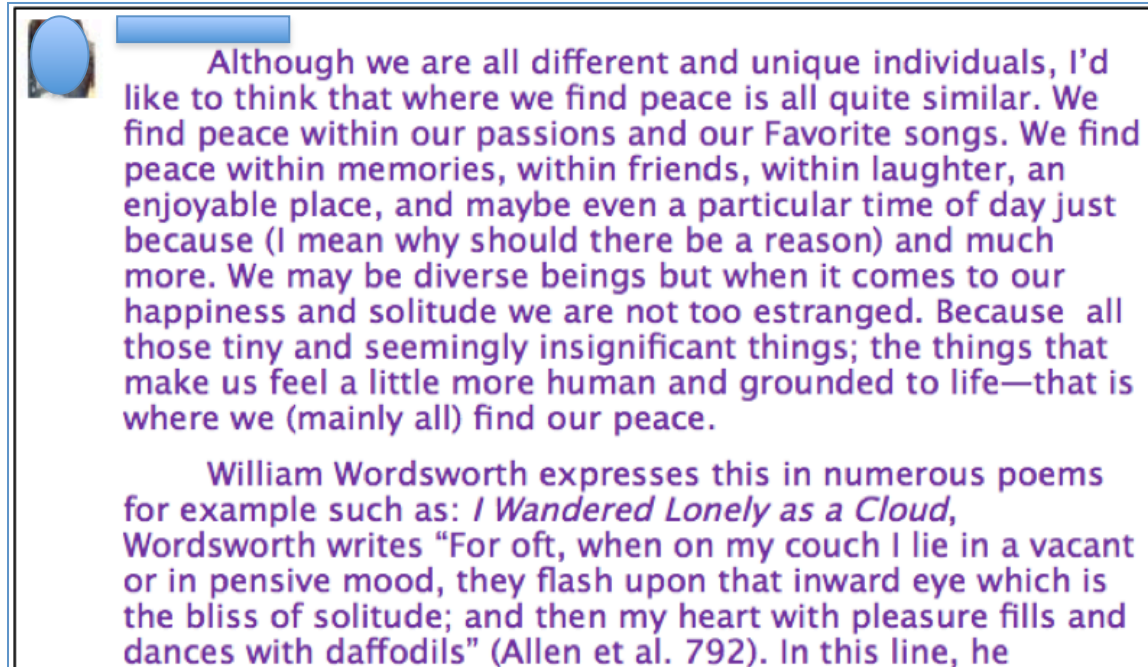 Although we are all different and unique individuals, I’d
like to think that where we find peace is all quite similar. We
find peace within our passions and our Favorite songs. We find
peace within memories, within friends, within laughter, an
enjoyable place, and maybe even a particular time of day just
because (I mean why should there be a reason) and much
more. We may be diverse beings but when it comes to our
happiness and solitude we are not too estranged. Because  all
those tiny and seemingly insignificant things; the things that
make us feel a little more human and grounded to life—that is
where we (mainly all) find our peace.
William Wordsworth expresses this in numerous poems
for example such as: I Wandered Lonely as a Cloud,
Wordsworth writes “For oft, when on my couch I lie in a vacant
or in pensive mood, they flash upon that inward eye which is
the bliss of solitude; and then my heart with pleasure fills and
dances with daffodils” (Allen et al. 792). In this line, he